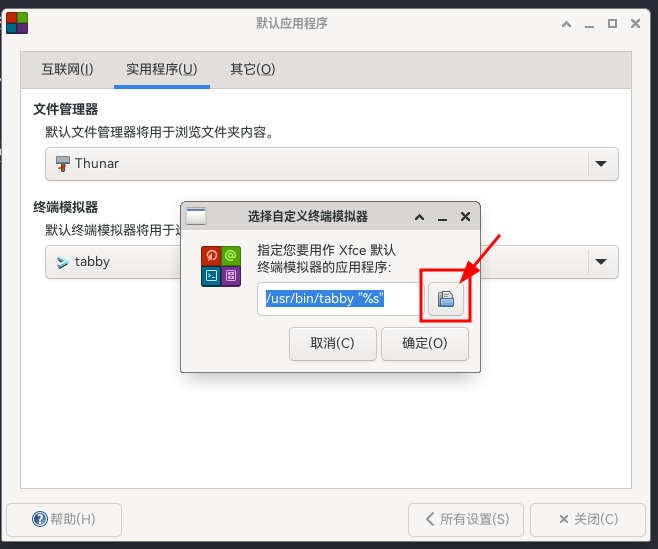 默认应用程序
互联网(I)
实用程序(U)
其它(O)
文件管理器
默认文件管理器将用于浏览文件夹内容。
Thunar
终端模拟器
默认终端模拟器将用于
tabby
选择自定义终端模拟器
指定您要用作 Xfce 默认
终端模拟器的应用程序:
/usr/bin/tabby "%s"
取消(C)
确定(O)
帮助(H)
所有设置(S)
关闭(C)